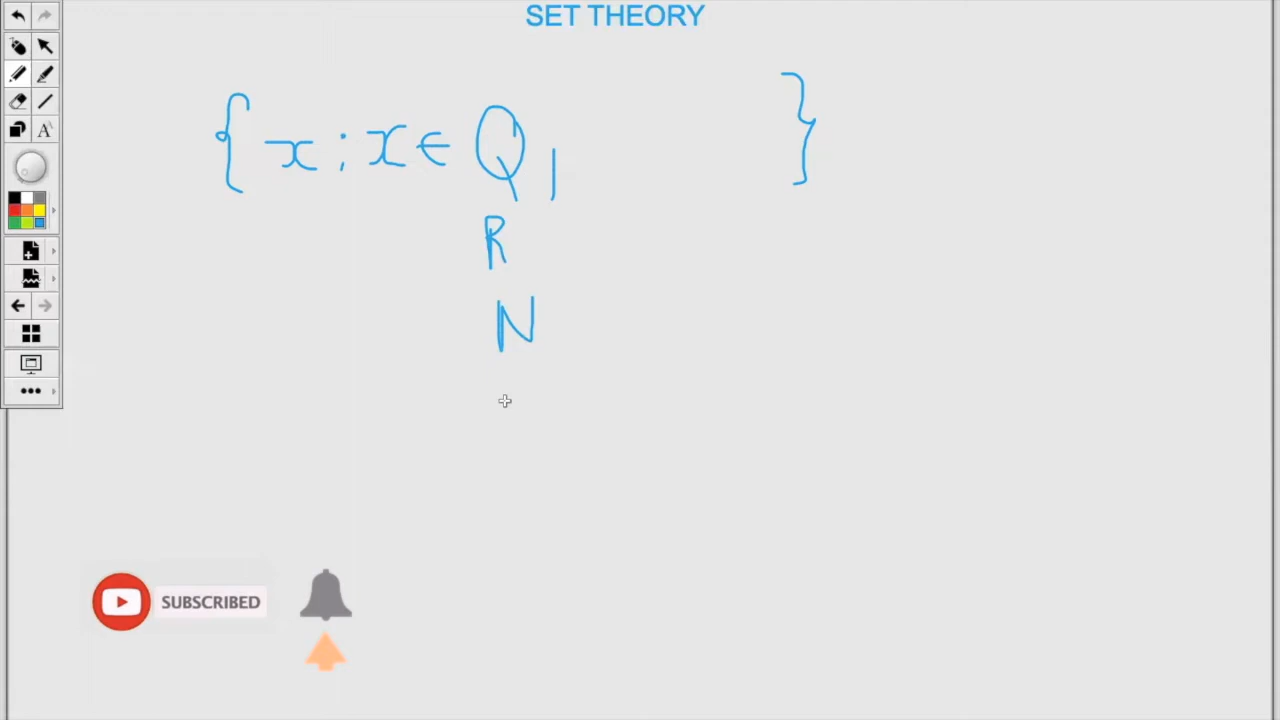 SET THEORY
{ x : x ∈ Q , }
R
N
SUBSCRIBED